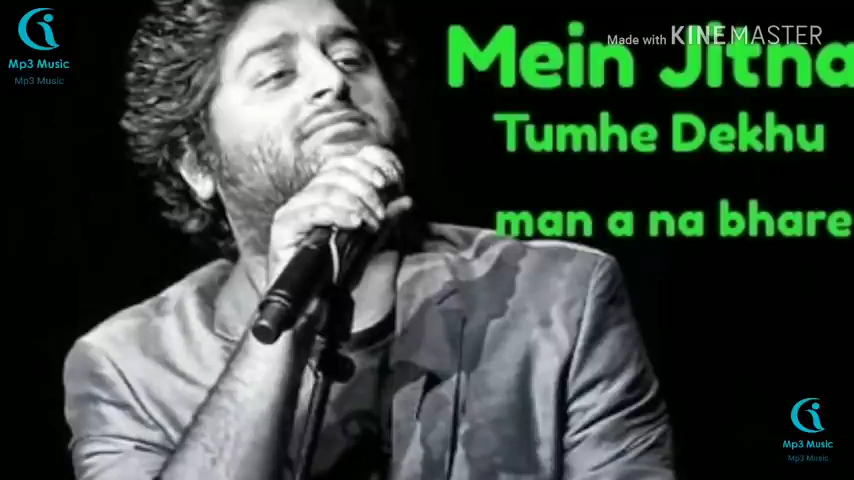 Mp3 Music
Mp3 Music
Made with KINEMASTER
Mein Jitna
Tumhe Dekhu
man a na bhare
Mp3 Music
Mp3 Music